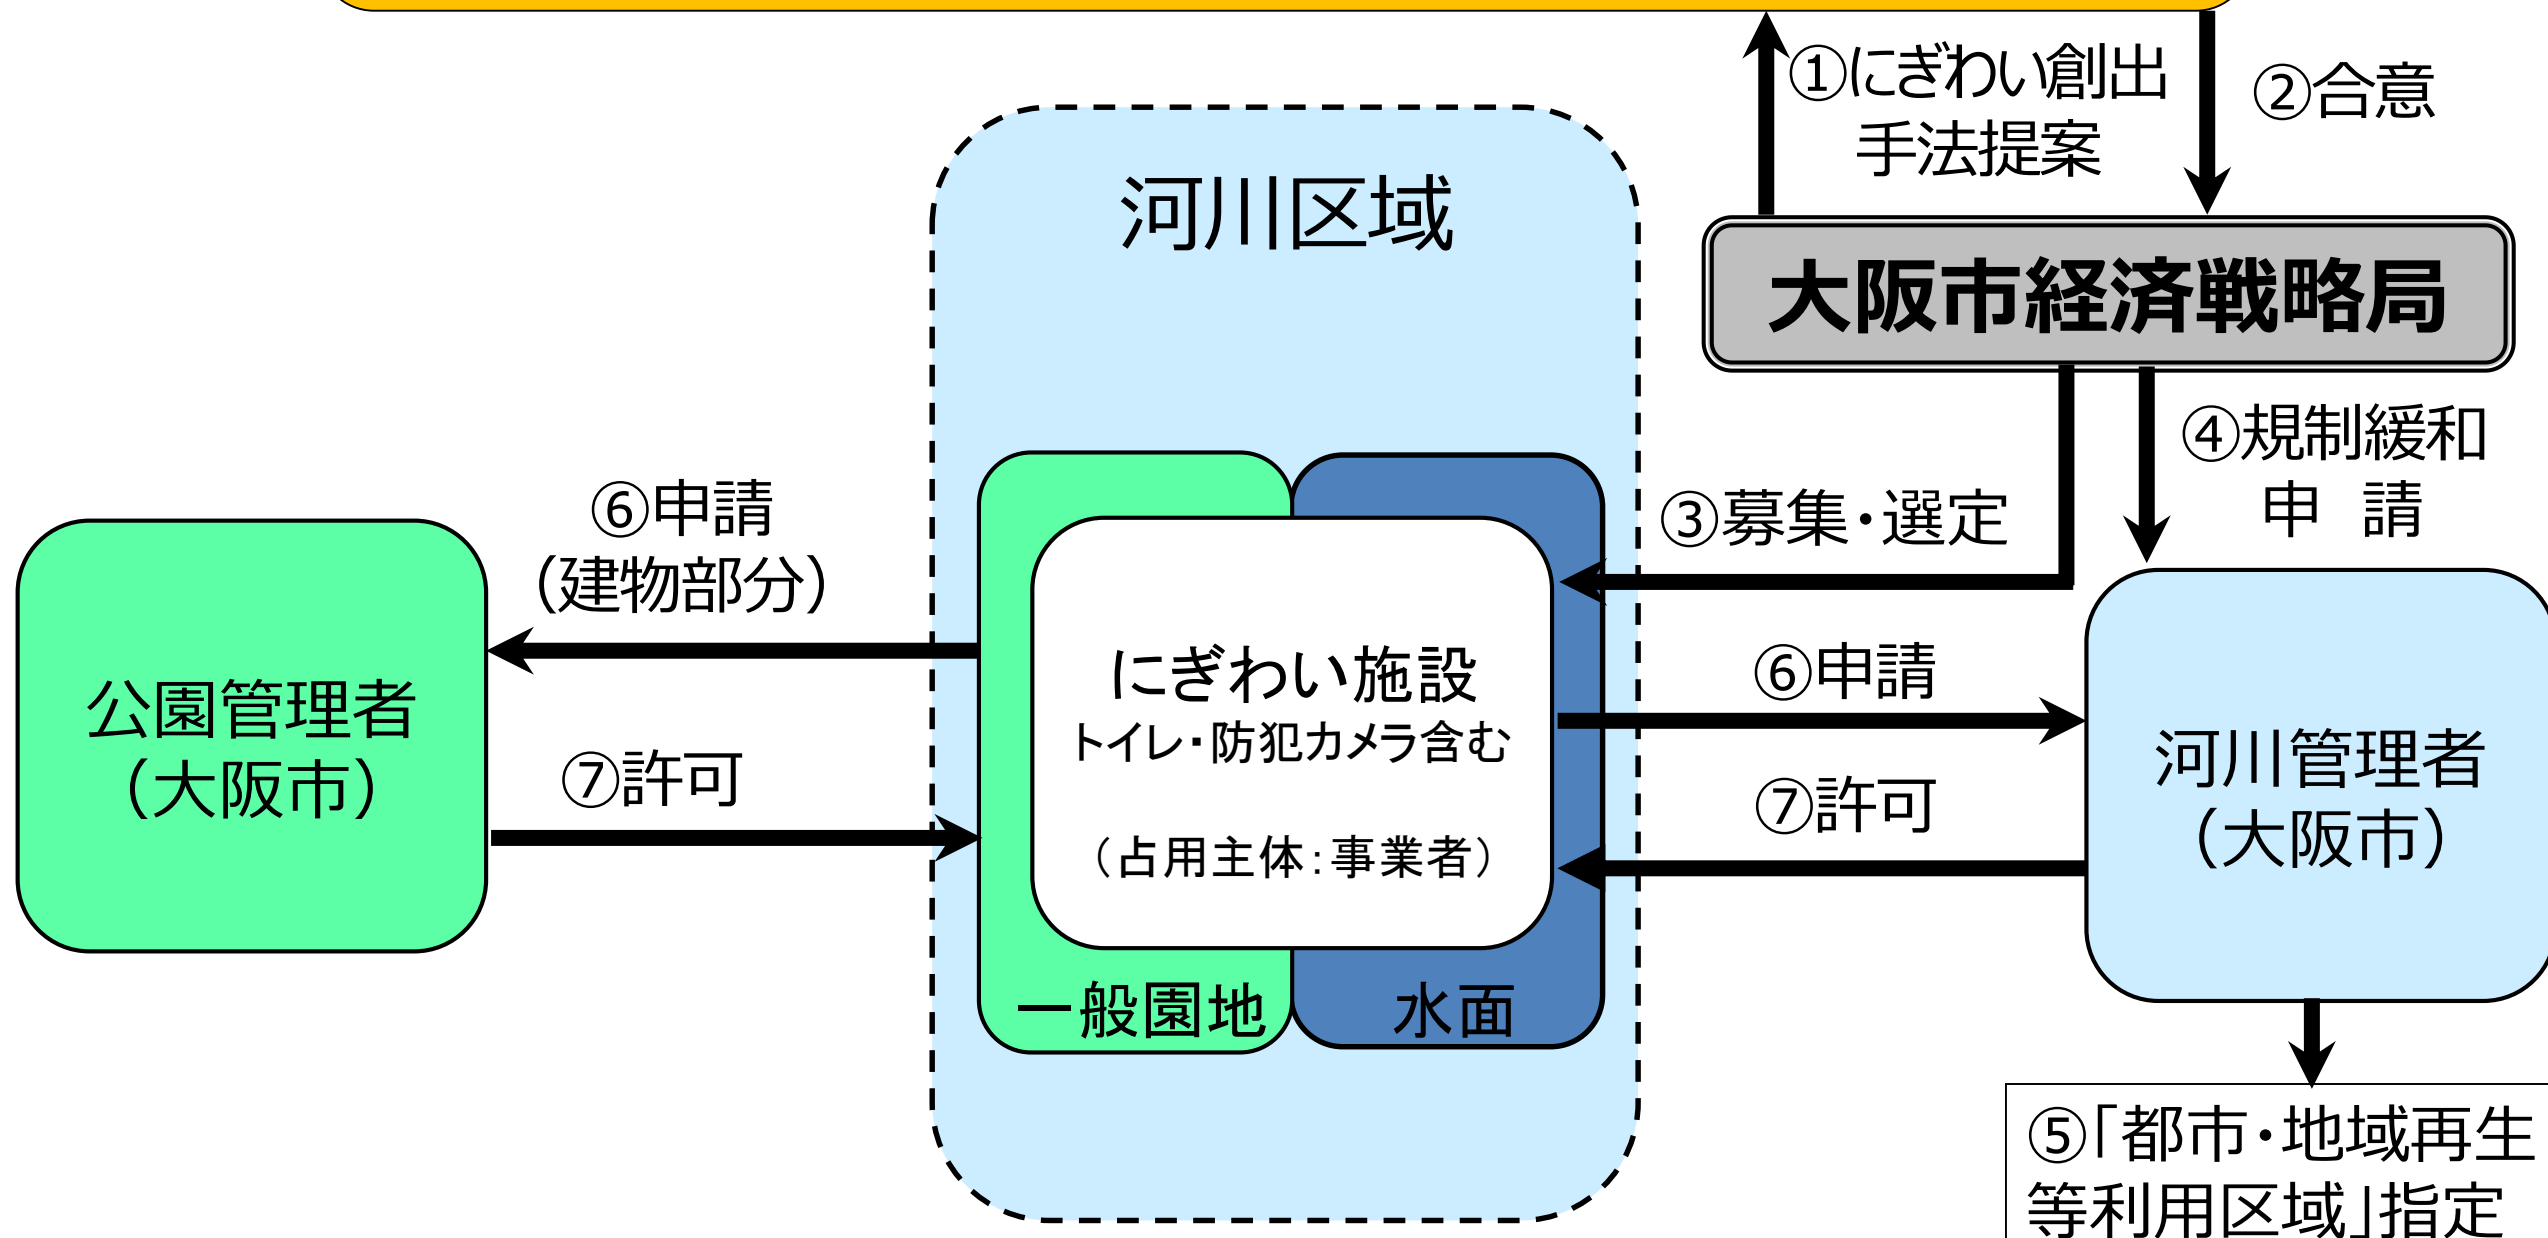 ①にぎわい創出
手法提案
②合意
河川区域
大阪市経済戦略局
④規制緩和
申　請
③募集・選定
⑥申請
（建物部分）
公園管理者
（大阪市）
⑦許可
にぎわい施設
トイレ・防犯カメラ含む
（占用主体：事業者）
一般園地
水面
⑥申請
⑦許可
河川管理者
（大阪市）
⑤「都市・地域再生
等利用区域」指定